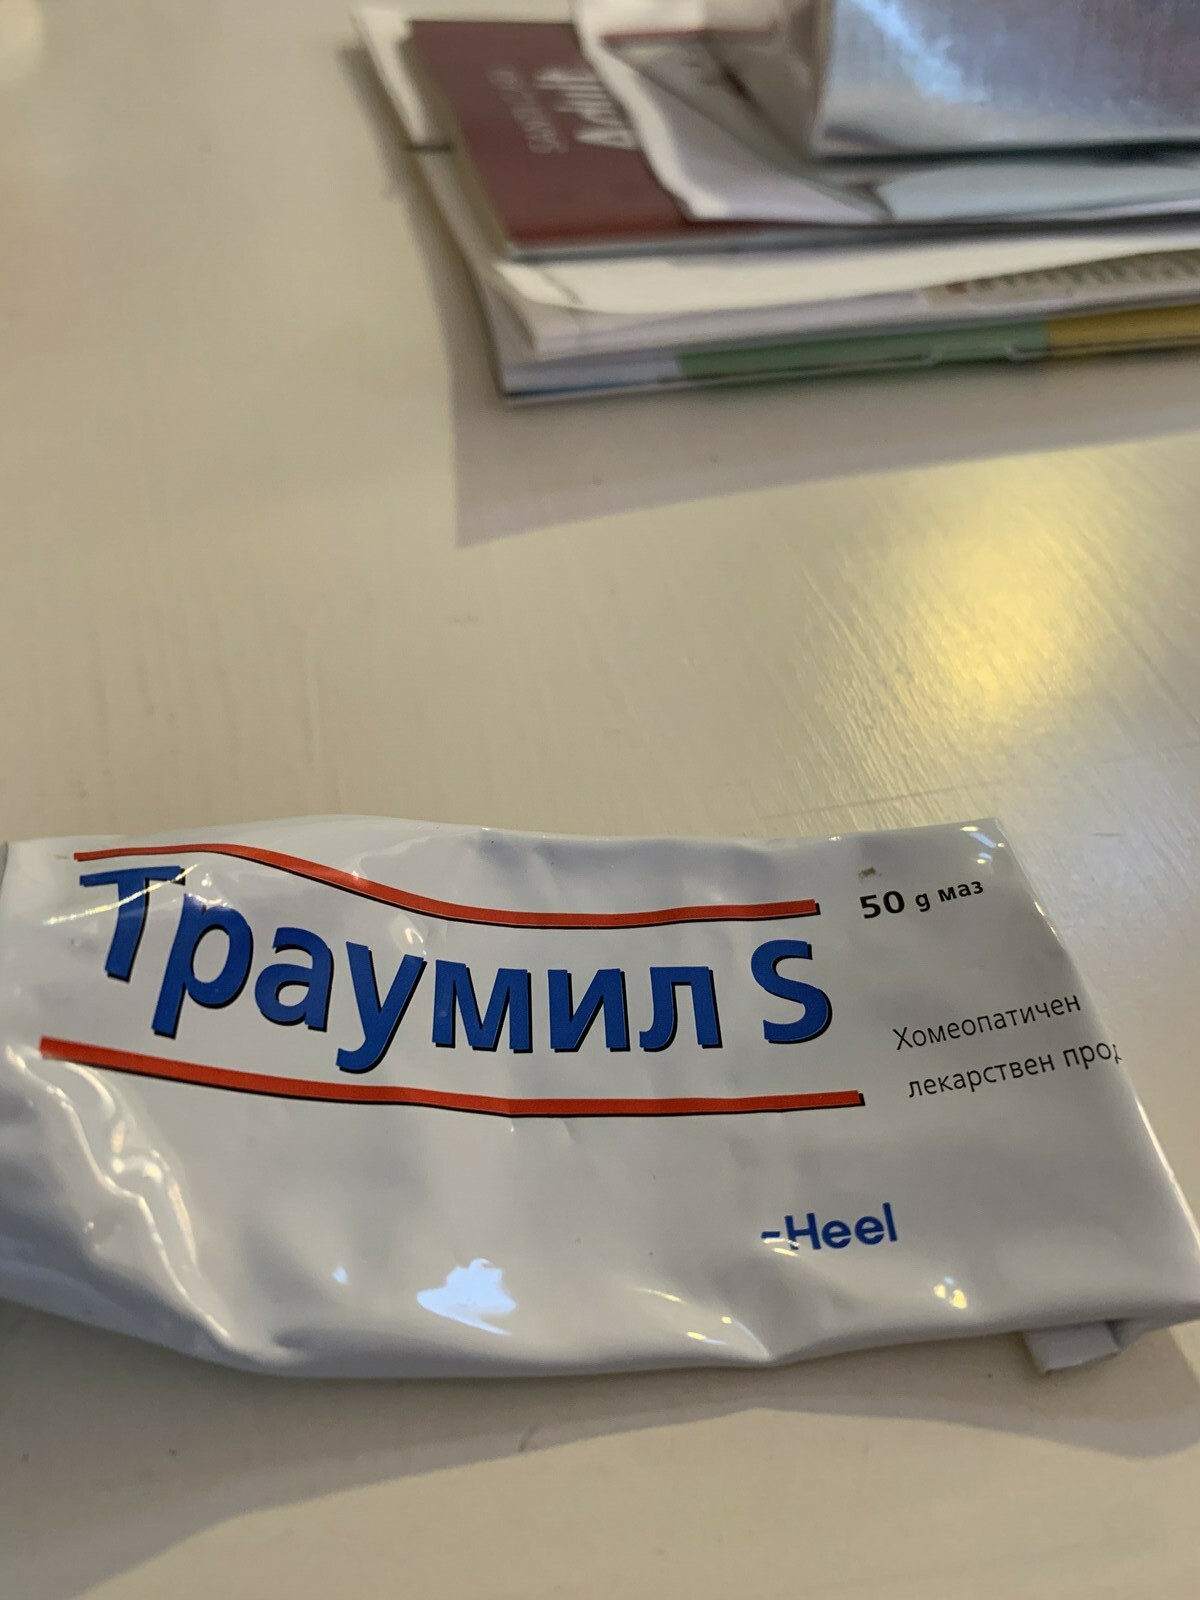 Траумил S
50 g маз
Хомеопатичен
лекарствен
-Heel